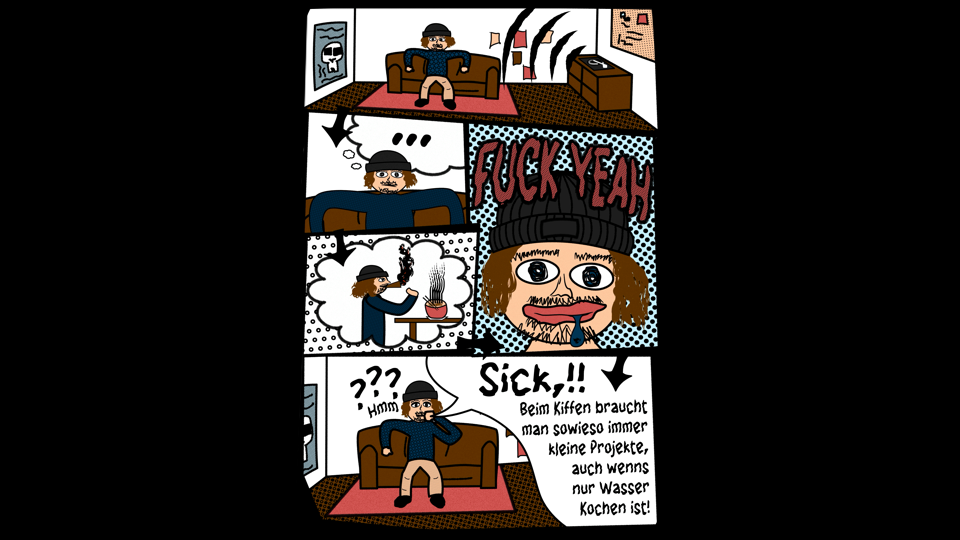 ...
FUCK YEAH
???
Hmm
Sick,!!
Beim Kiffen braucht
man sowieso immer
kleine Projekte,
auch wenns
nur Wasser
Kochen ist!